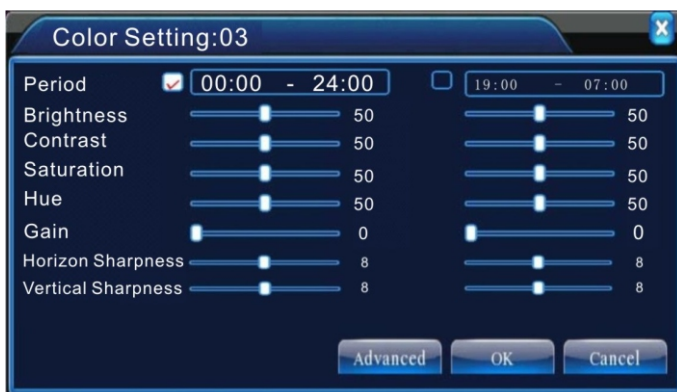 Color Setting:03 X
Period 00:00 - 24:00 19:00 - 07:00
Brightness 50 50
Contrast 50 50
Saturation 50 50
Hue 50 50
Gain 0 0
Horizon Sharpness 8 8
Vertical Sharpness 8 8
Advanced OK Cancel